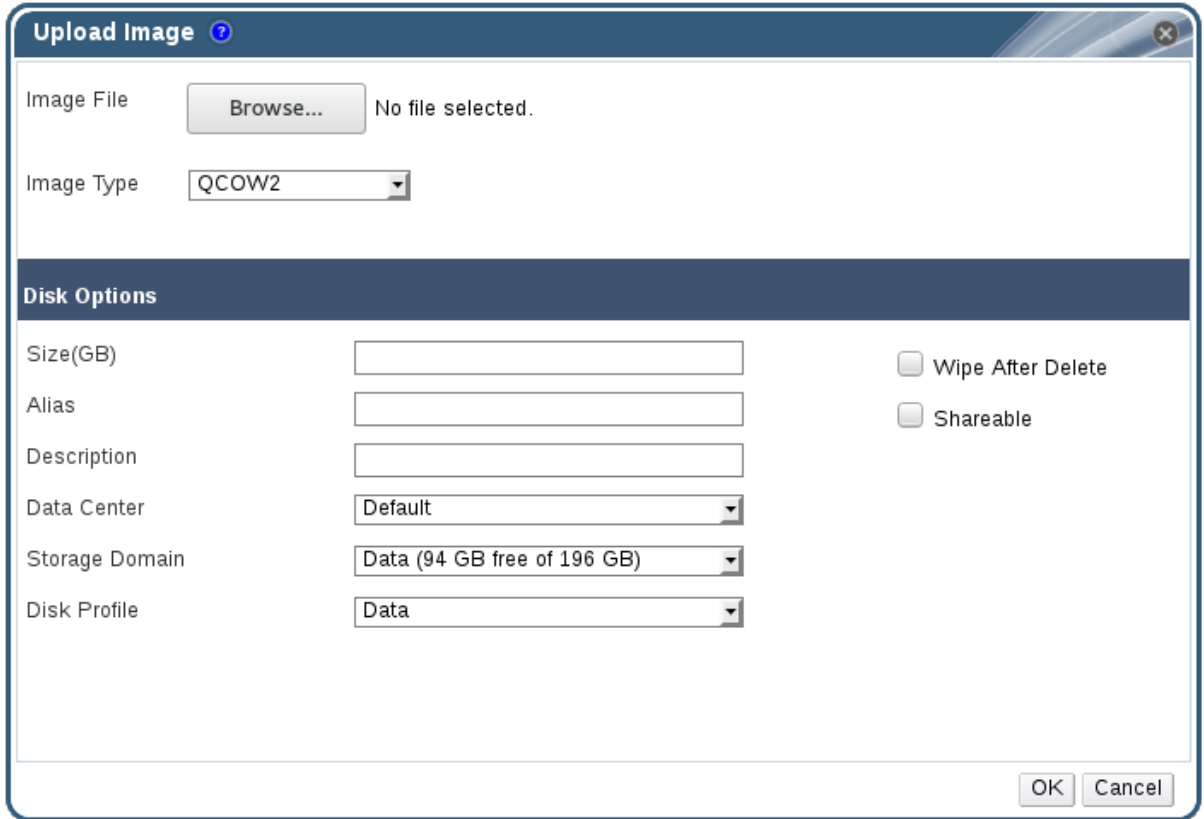 Upload Image ?
Image File Browse... No file selected.
Image Type QCOW2
Disk Options
Size(GB) Wipe After Delete
Alias Shareable
Description
Data Center Default
Storage Domain Data (94 GB free of 196 GB)
Disk Profile Data
OK Cancel